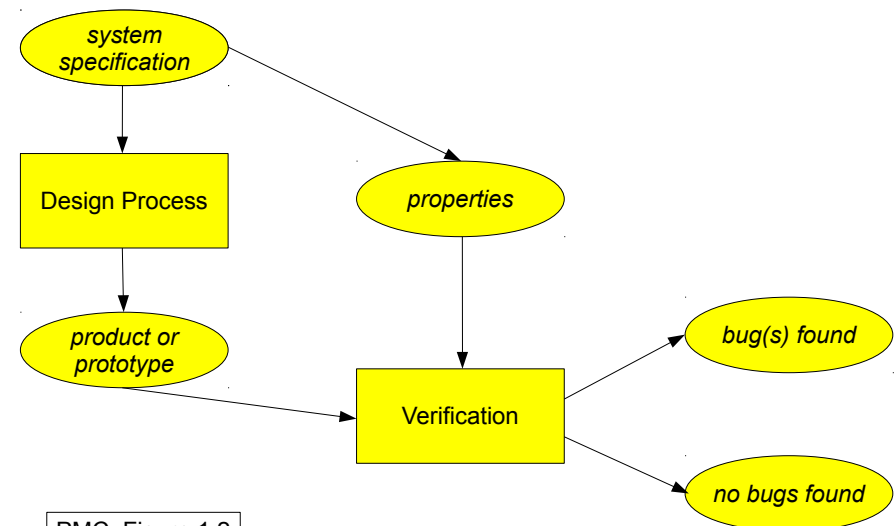 system
specification
Design Process
properties
product or
prototype
bug(s) found
Verification
no bugs found